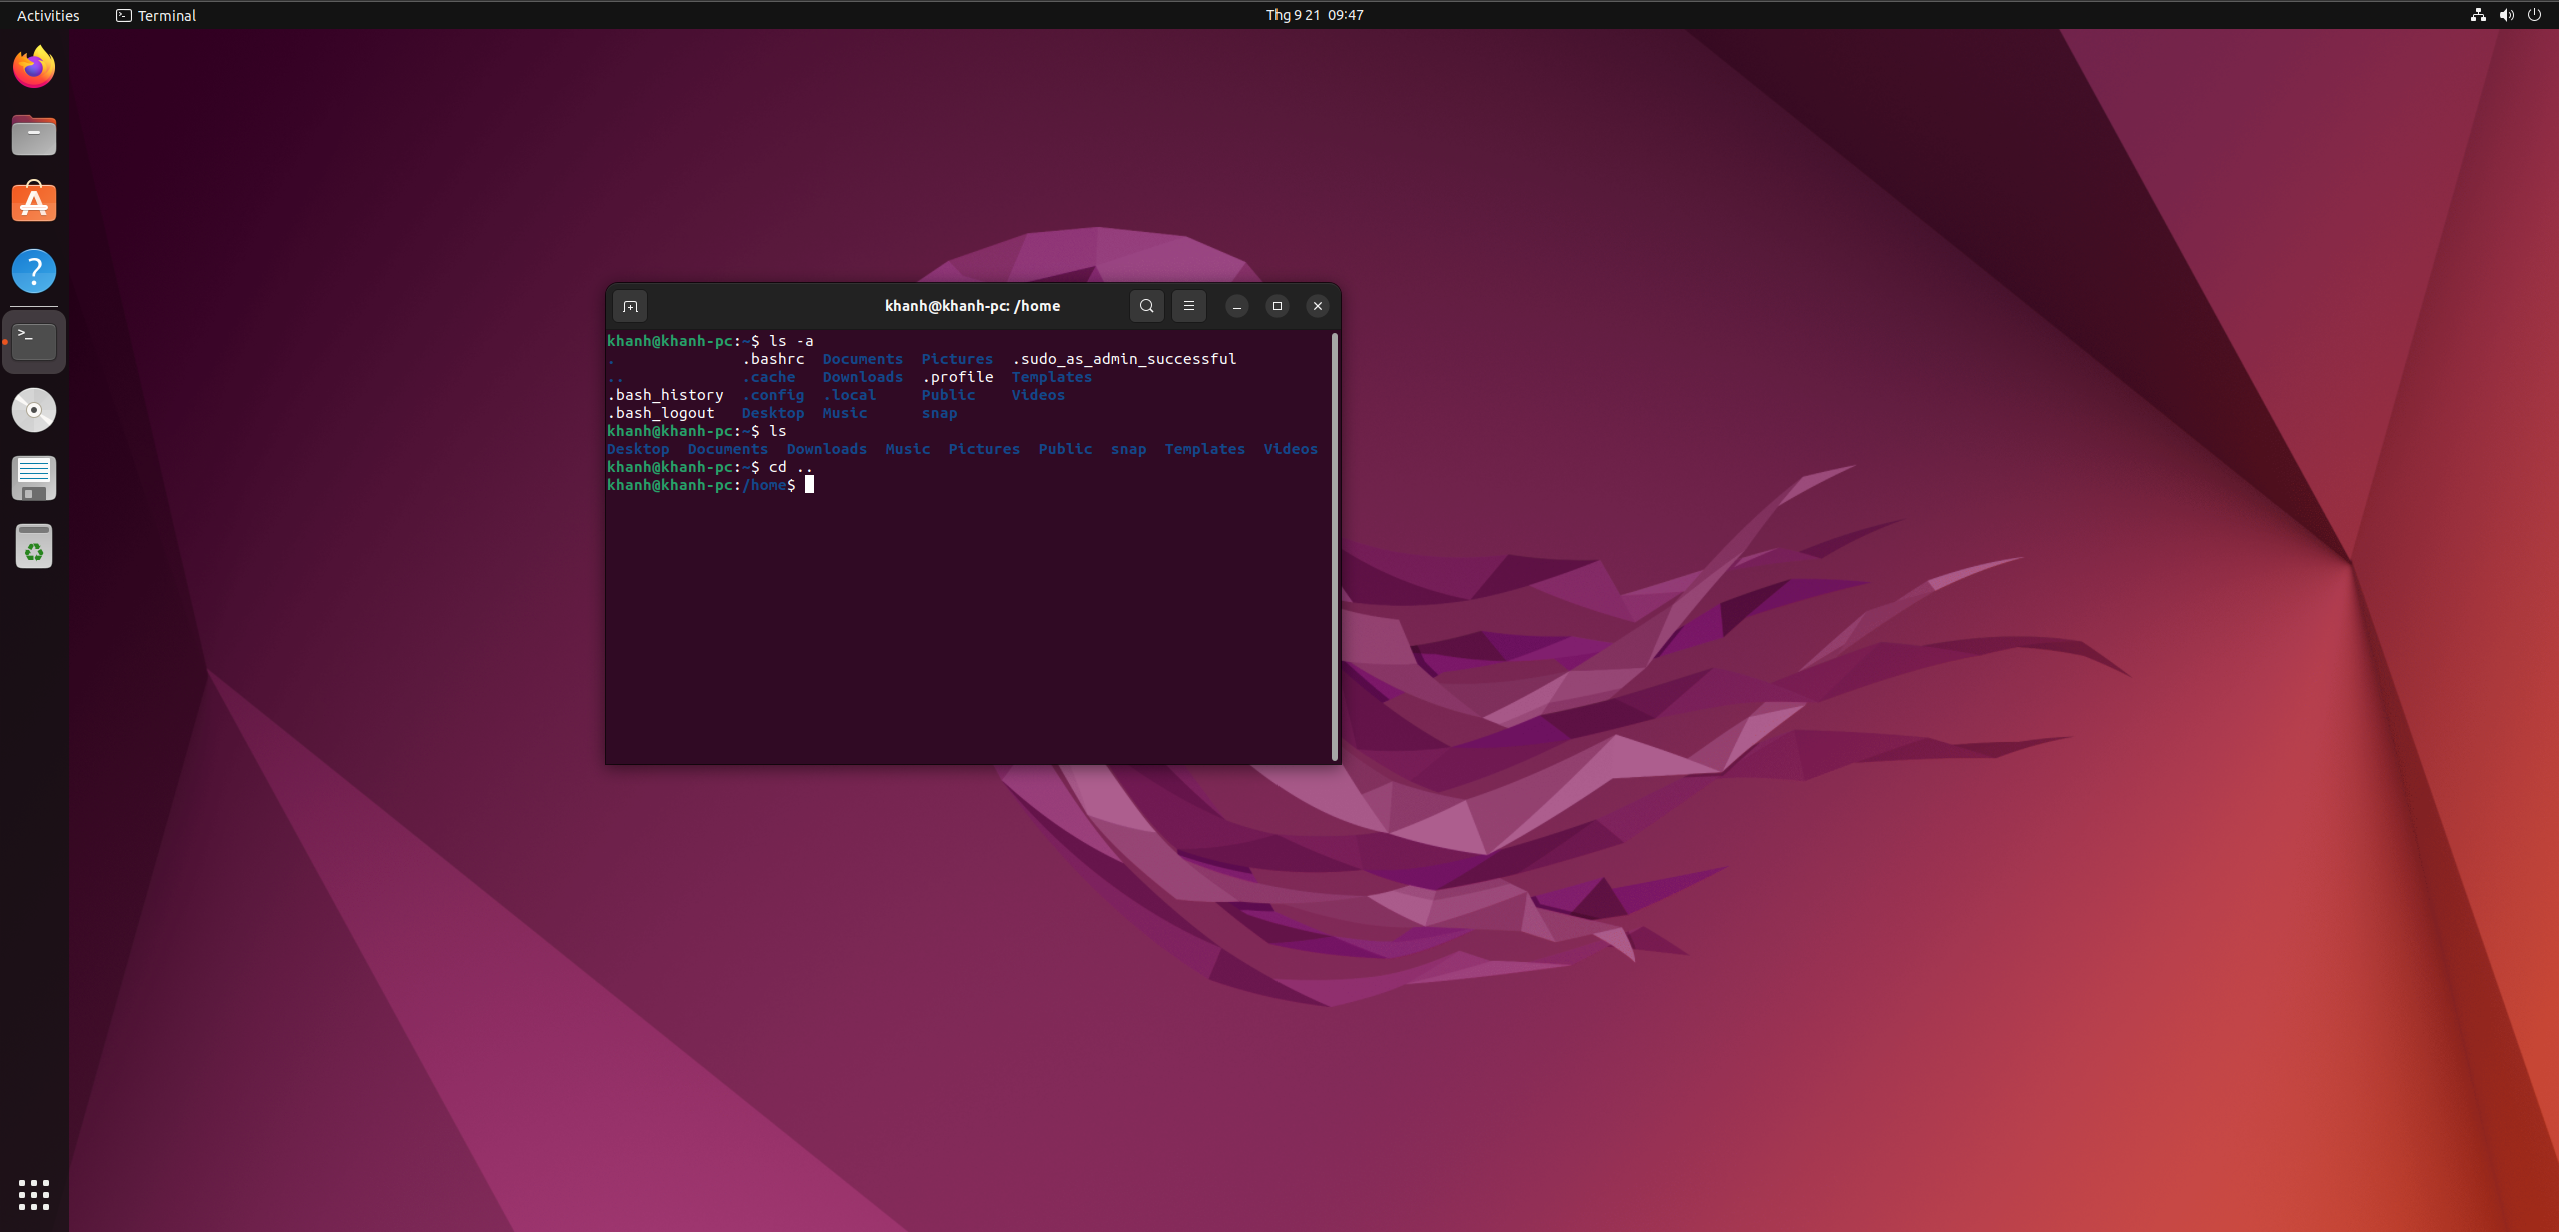 Activities Terminal Thg 9 21 09:47
khanh@khanh-pc: /home
khanh@khanh-pc:~$ ls -a
. .bashrc Documents Pictures .sudo_as_admin_successful
.. .cache Downloads .profile Templates
.bash_history .config .local Public Videos
.bash_logout Desktop Music snap
khanh@khanh-pc:~$ ls
Desktop Documents Downloads Music Pictures Public snap Templates Videos
khanh@khanh-pc:~$ cd ..
khanh@khanh-pc:/home$